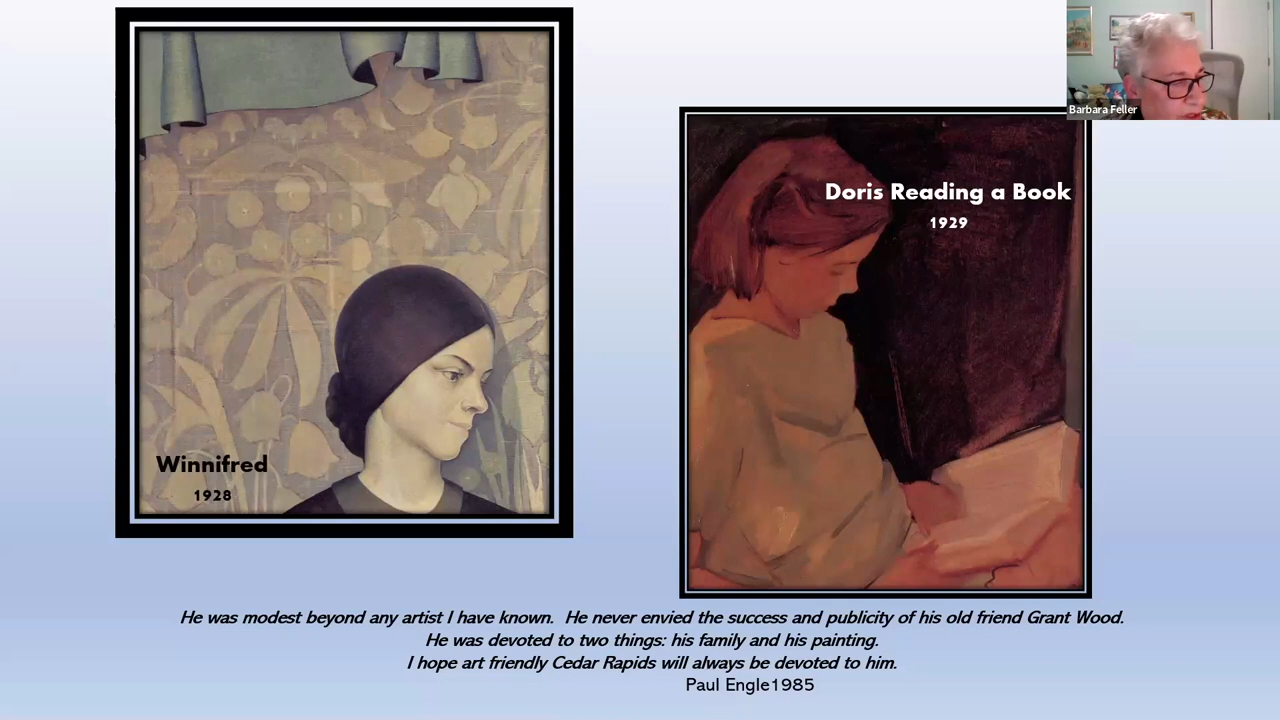 Barbara Feller
Doris Reading a Book
1929
Winnifred
1928
He was modest beyond any artist I have known.  He never envied the success and publicity of his old friend Grant Wood.
He was devoted to two things: his family and his painting.
I hope art friendly Cedar Rapids will always be devoted to him.
Paul Engle1985